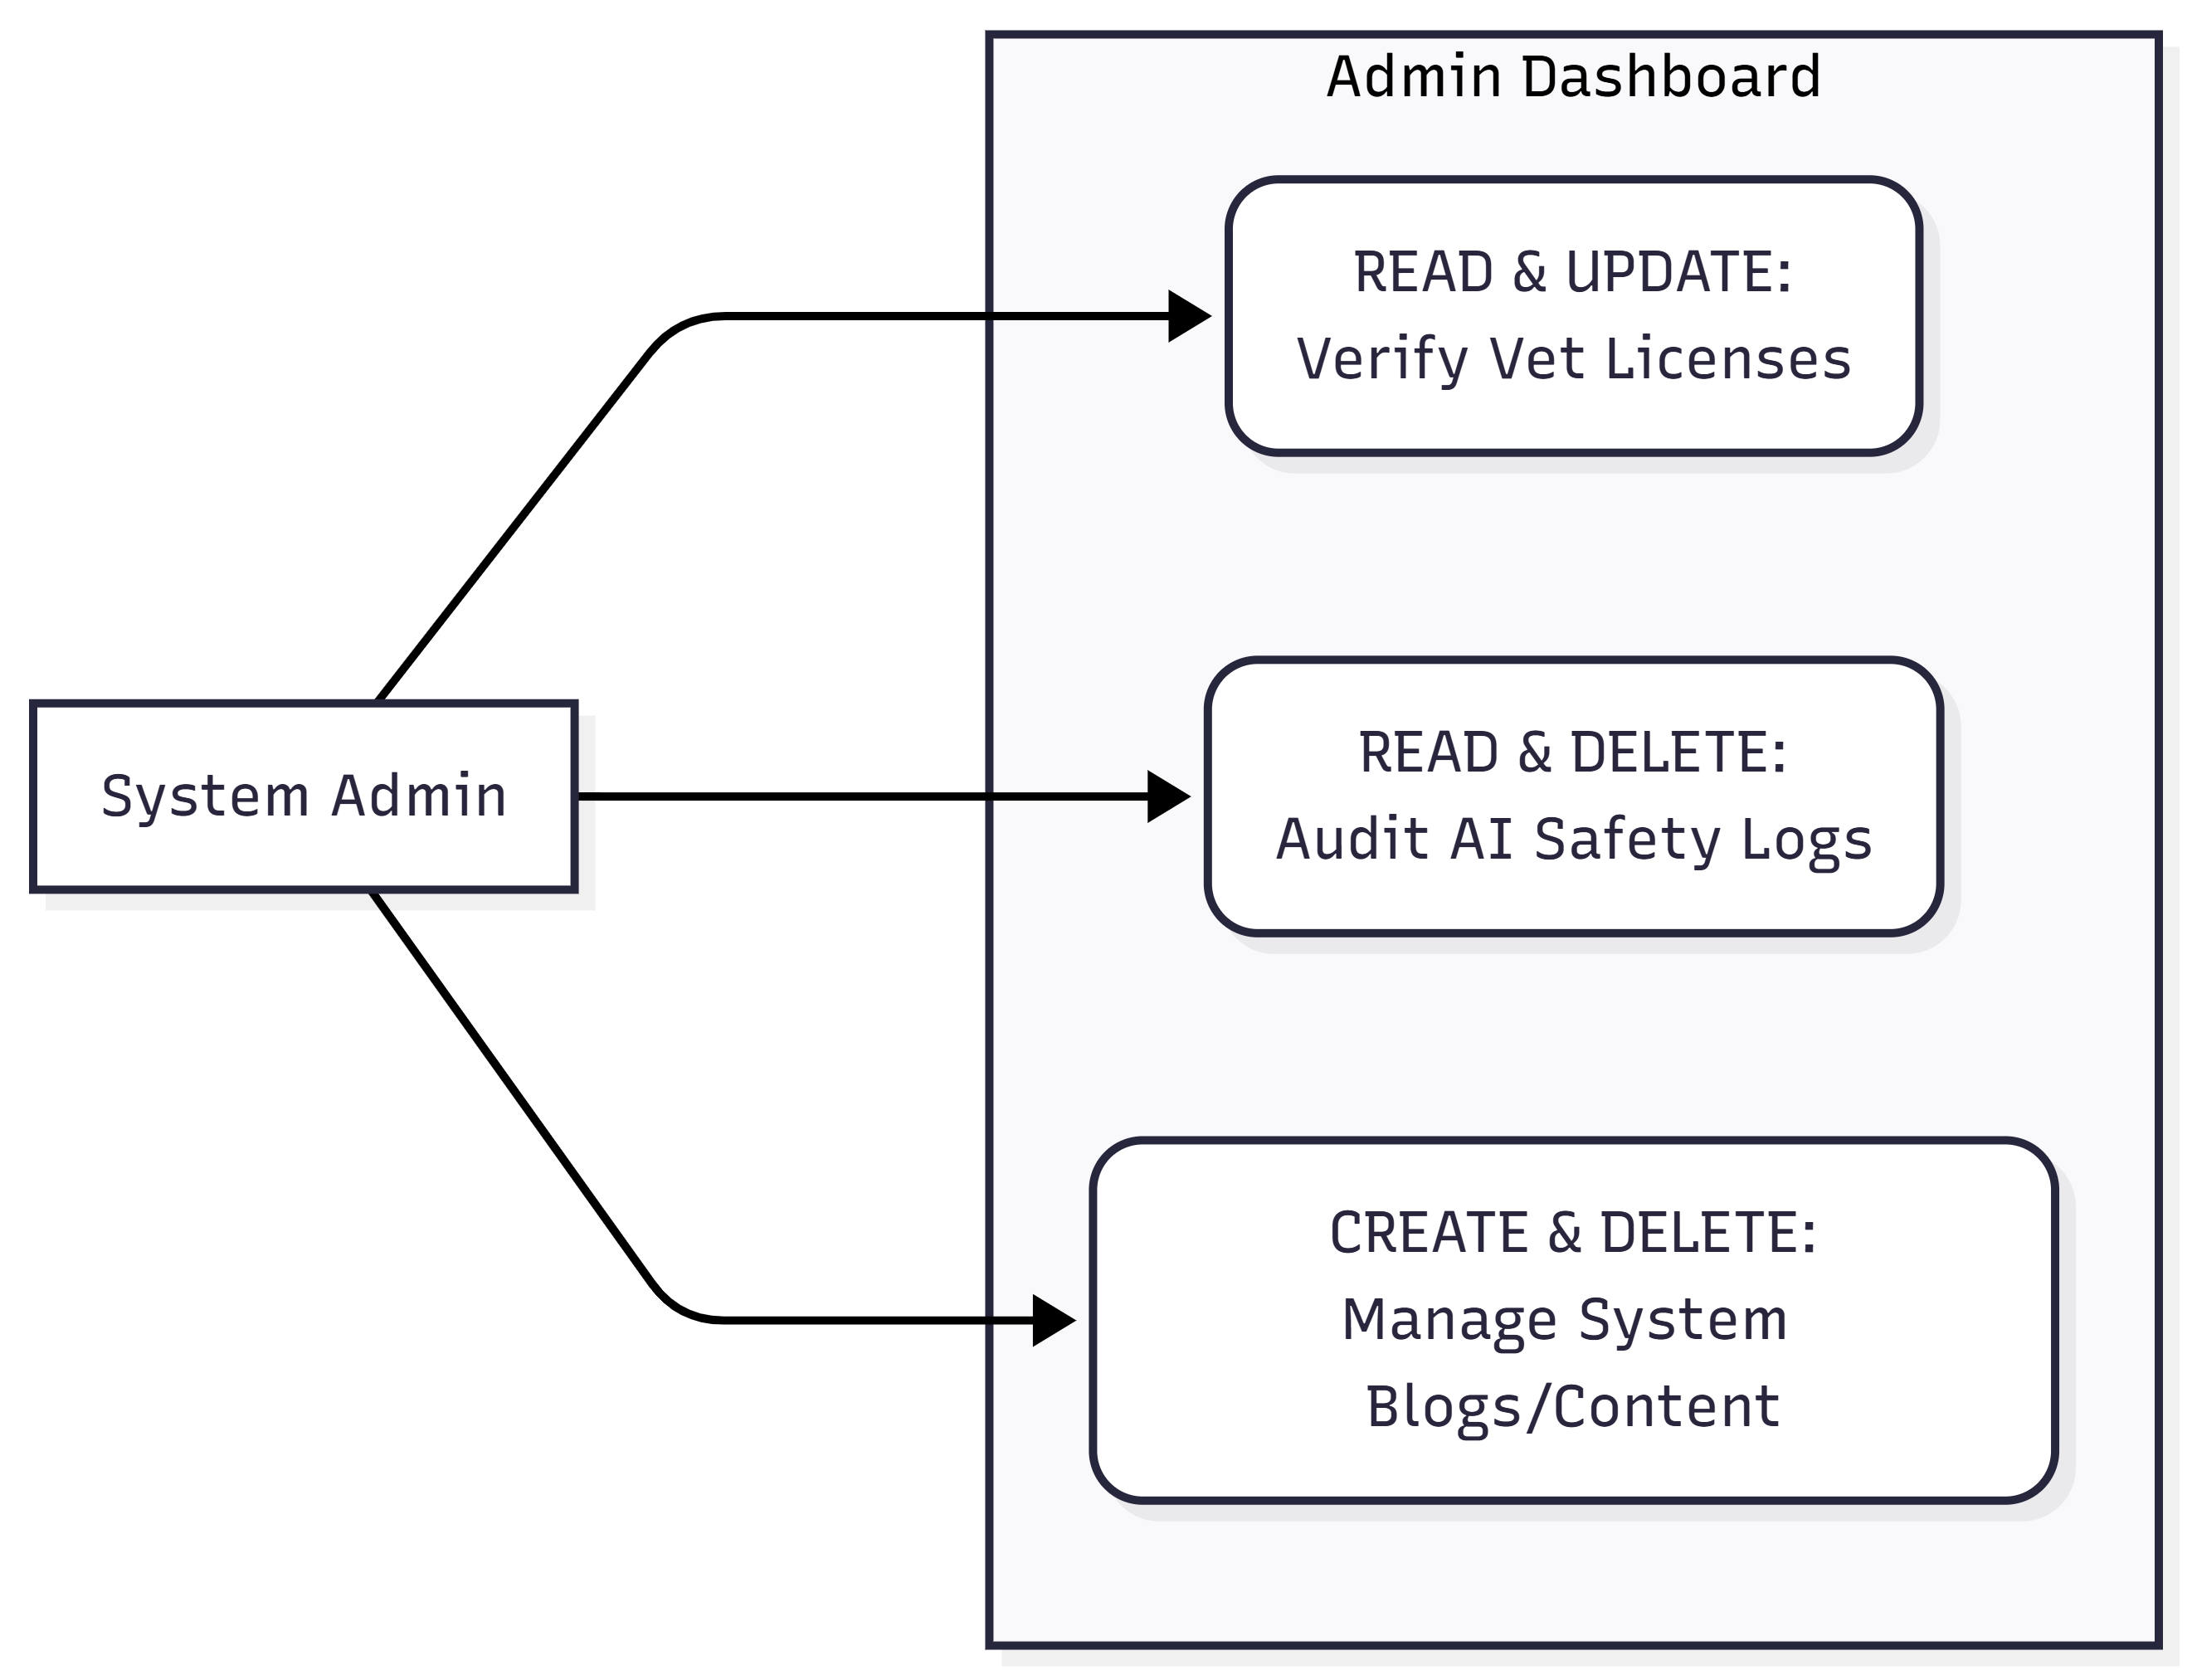 Admin Dashboard
READ & UPDATE:
Verify Vet Licenses
System Admin
READ & DELETE:
Audit AI Safety Logs
CREATE & DELETE:
Manage System
Blogs/Content